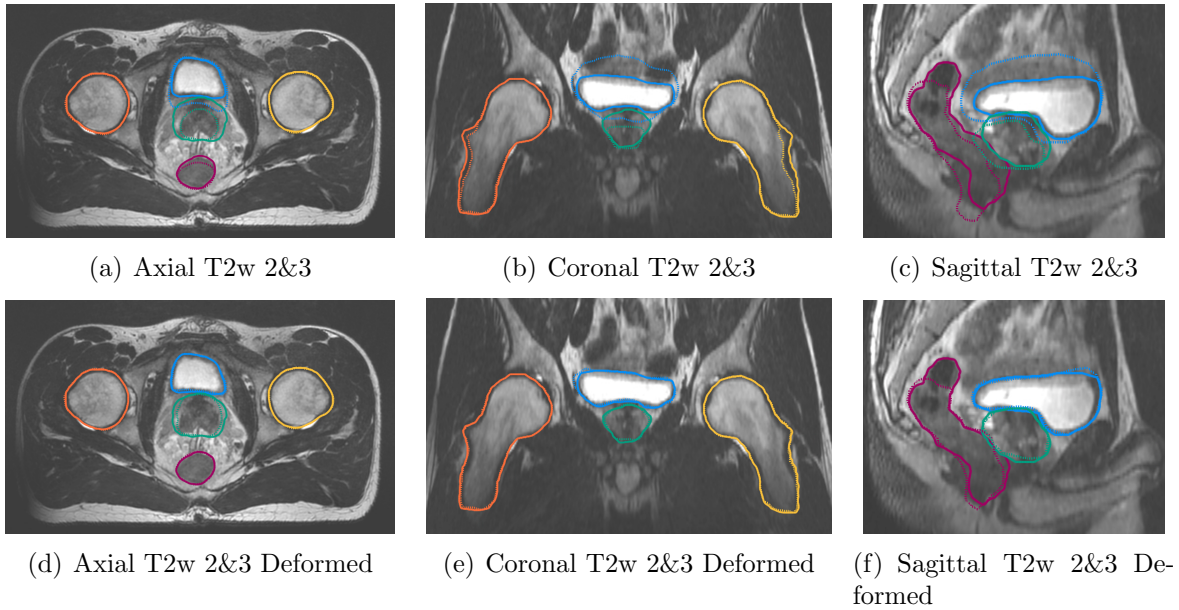 (a) Axial T2w 2&3
(b) Coronal T2w 2&3
(c) Sagittal T2w 2&3
(d) Axial T2w 2&3 Deformed
(e) Coronal T2w 2&3 Deformed
(f) Sagittal T2w 2&3 De-
formed